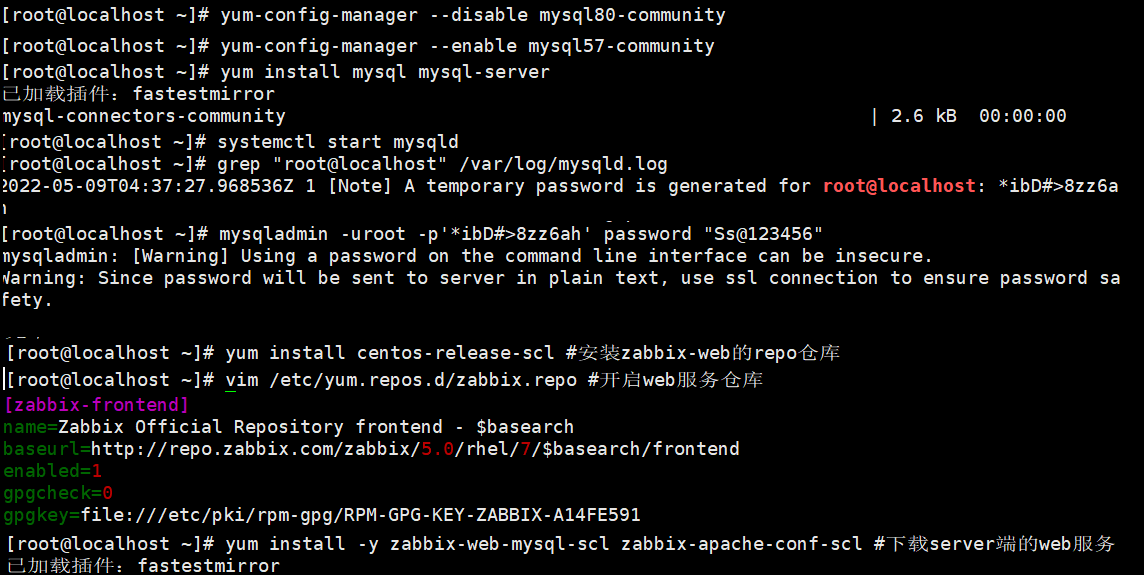 [root@localhost ~]# yum-config-manager --disable mysql80-community
[root@localhost ~]# yum-config-manager --enable mysql57-community
[root@localhost ~]# yum install mysql mysql-server
已加载插件：fastestmirror
mysql-connectors-community | 2.6 kB 00:00:00
[root@localhost ~]# systemctl start mysqld
[root@localhost ~]# grep "root@localhost" /var/log/mysqld.log
2022-05-09T04:37:27.968536Z 1 [Note] A temporary password is generated for root@localhost: *ibD#>8zz6a
h
[root@localhost ~]# mysqladmin -uroot -p'*ibD#>8zz6ah' password "Ss@123456"
mysqladmin: [Warning] Using a password on the command line interface can be insecure.
Warning: Since password will be sent to server in plain text, use ssl connection to ensure password sa
fety.
[root@localhost ~]# yum install centos-release-scl #安装zabbix-web的repo仓库
[root@localhost ~]# vim /etc/yum.repos.d/zabbix.repo #开启web服务仓库
[zabbix-frontend]
name=Zabbix Official Repository frontend - $basearch
baseurl=http://repo.zabbix.com/zabbix/5.0/rhel/7/$basearch/frontend
enabled=1
gpgcheck=0
gpgkey=file:///etc/pki/rpm-gpg/RPM-GPG-KEY-ZABBIX-A14FE591
[root@localhost ~]# yum install -y zabbix-web-mysql-scl zabbix-apache-conf-scl #下载server端的web服务
已加载插件：fastestmirror